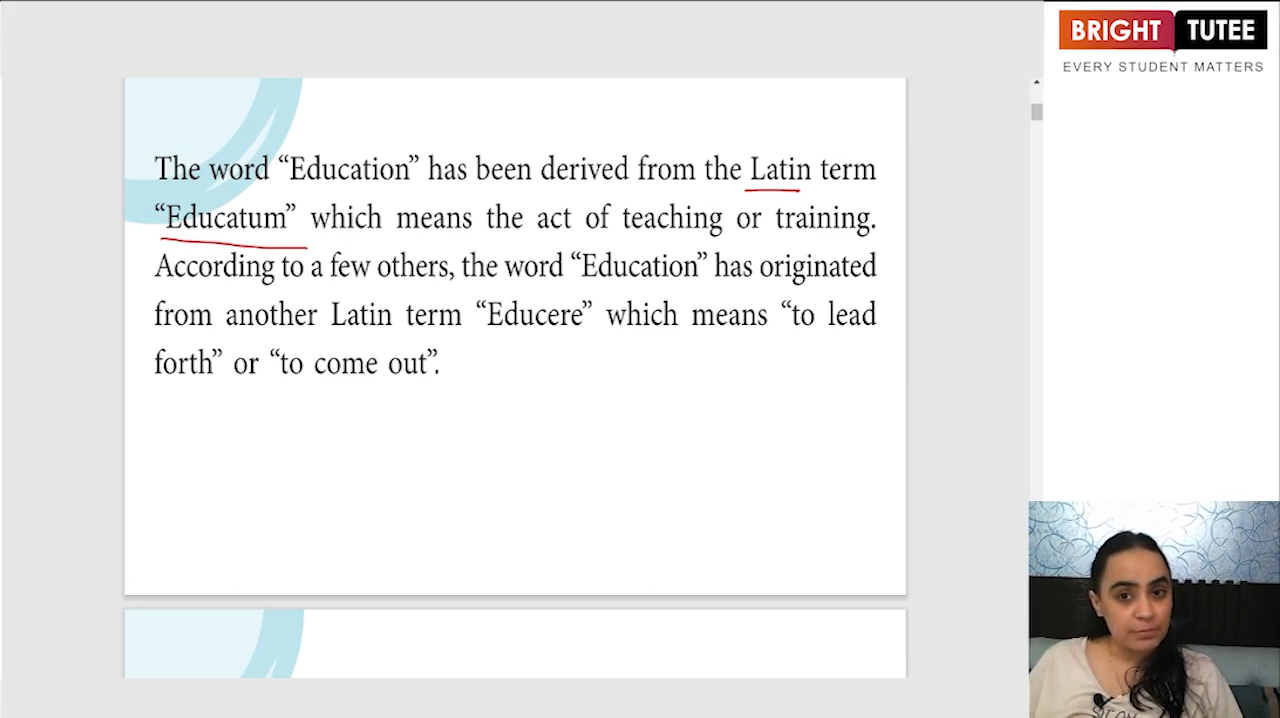 BRIGHT TUTEE
EVERY STUDENT MATTERS
The word “Education” has been derived from the Latin term
“Educatum” which means the act of teaching or training.
According to a few others, the word “Education” has originated
from another Latin term “Educere” which means “to lead
forth” or “to come out”.